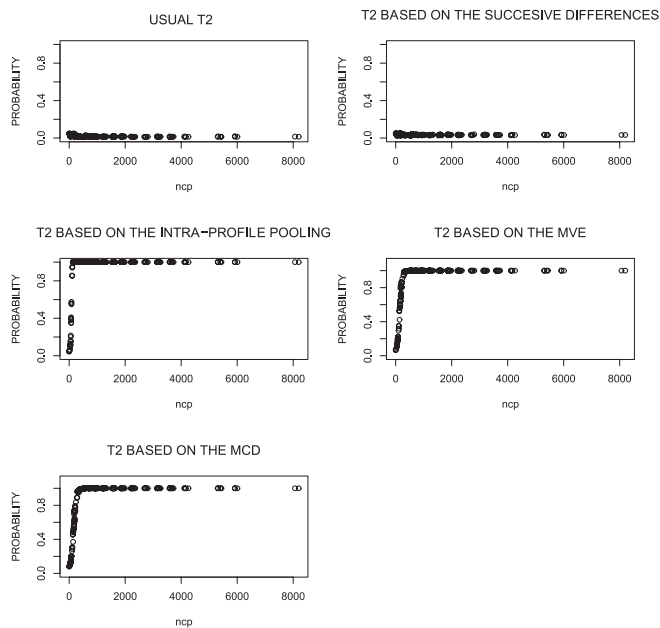 USUAL T2
PROBABILITY
0.0 0.4 0.8
0 2000 4000 6000 8000
ncp
T2 BASED ON THE SUCCESIVE DIFFERENCES
PROBABILITY
0.0 0.4 0.8
0 2000 4000 6000 8000
ncp
T2 BASED ON THE INTRA−PROFILE POOLING
PROBABILITY
0.0 0.4 0.8
0 2000 4000 6000 8000
ncp
T2 BASED ON THE MVE
PROBABILITY
0.0 0.4 0.8
0 2000 4000 6000 8000
ncp
T2 BASED ON THE MCD
PROBABILITY
0.0 0.4 0.8
0 2000 4000 6000 8000
ncp